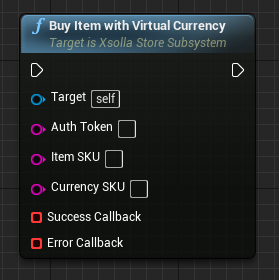 f Buy Item with Virtual Currency
Target is Xsolla Store Subsystem
Target self
Auth Token
Item SKU
Currency SKU
Success Callback
Error Callback